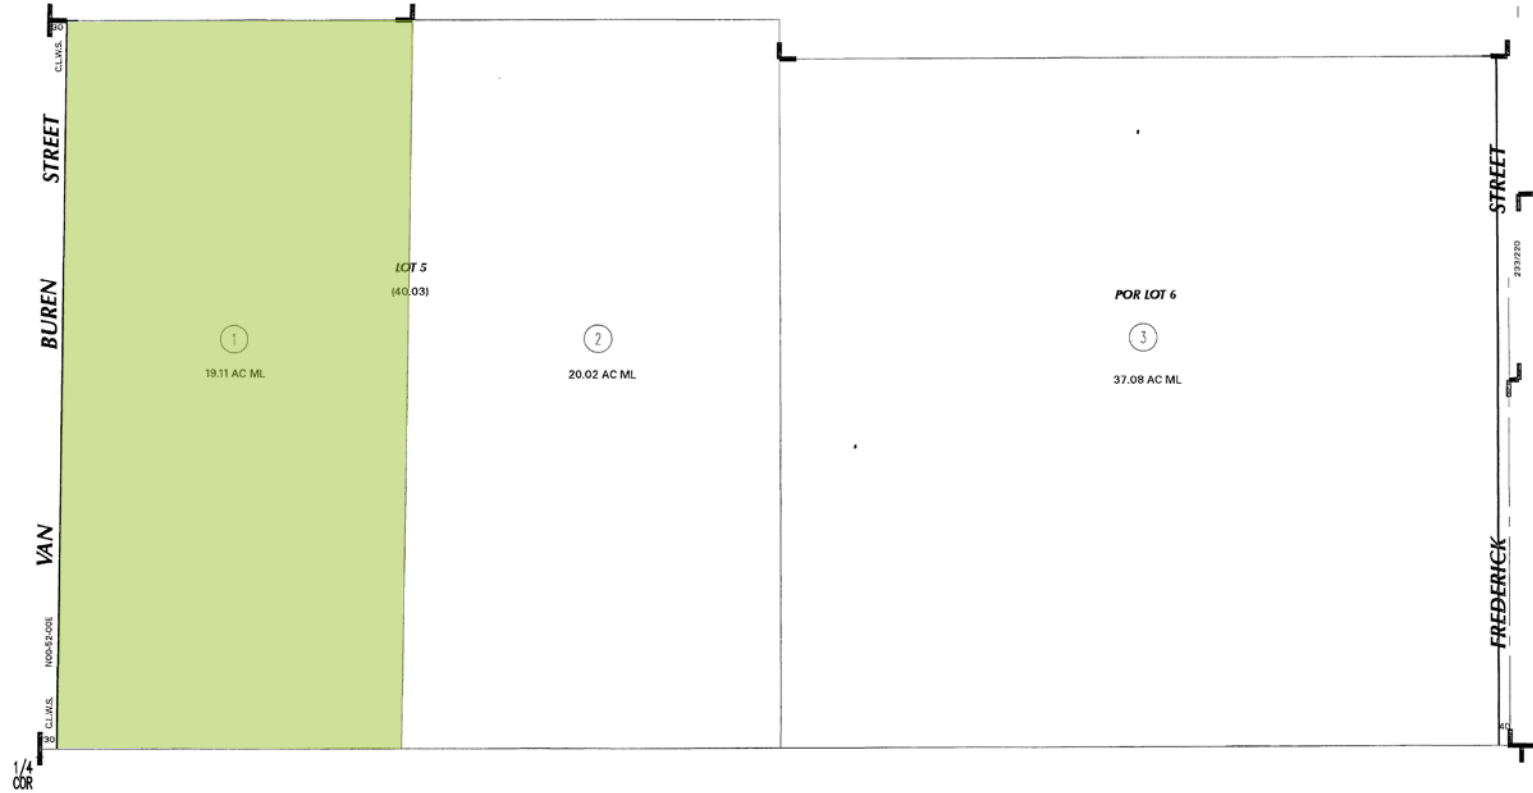 30
C.L.W.S.
VAN BUREN STREET
N00-52-00E
C.L.W.S.
30
1/4
COR
LOT 5
(40.03)
1
19.11 AC ML
2
20.02 AC ML
POR LOT 6
3
37.08 AC ML
FREDERICK STREET
233/220
40